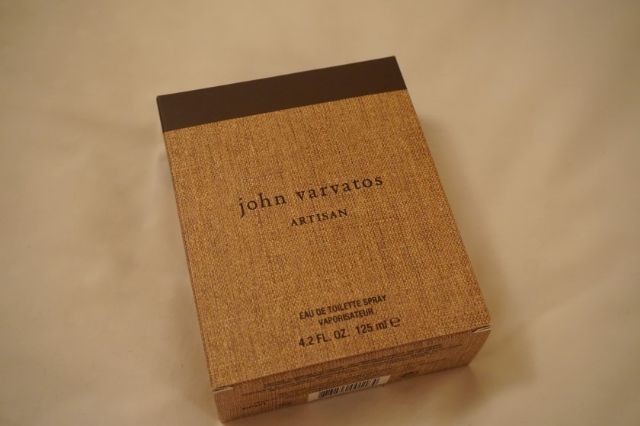 john varvatos
ARTISAN
EAU DE TOILETTE SPRAY
VAPORISATEUR
4.2 FL. OZ. 125 ml ℮